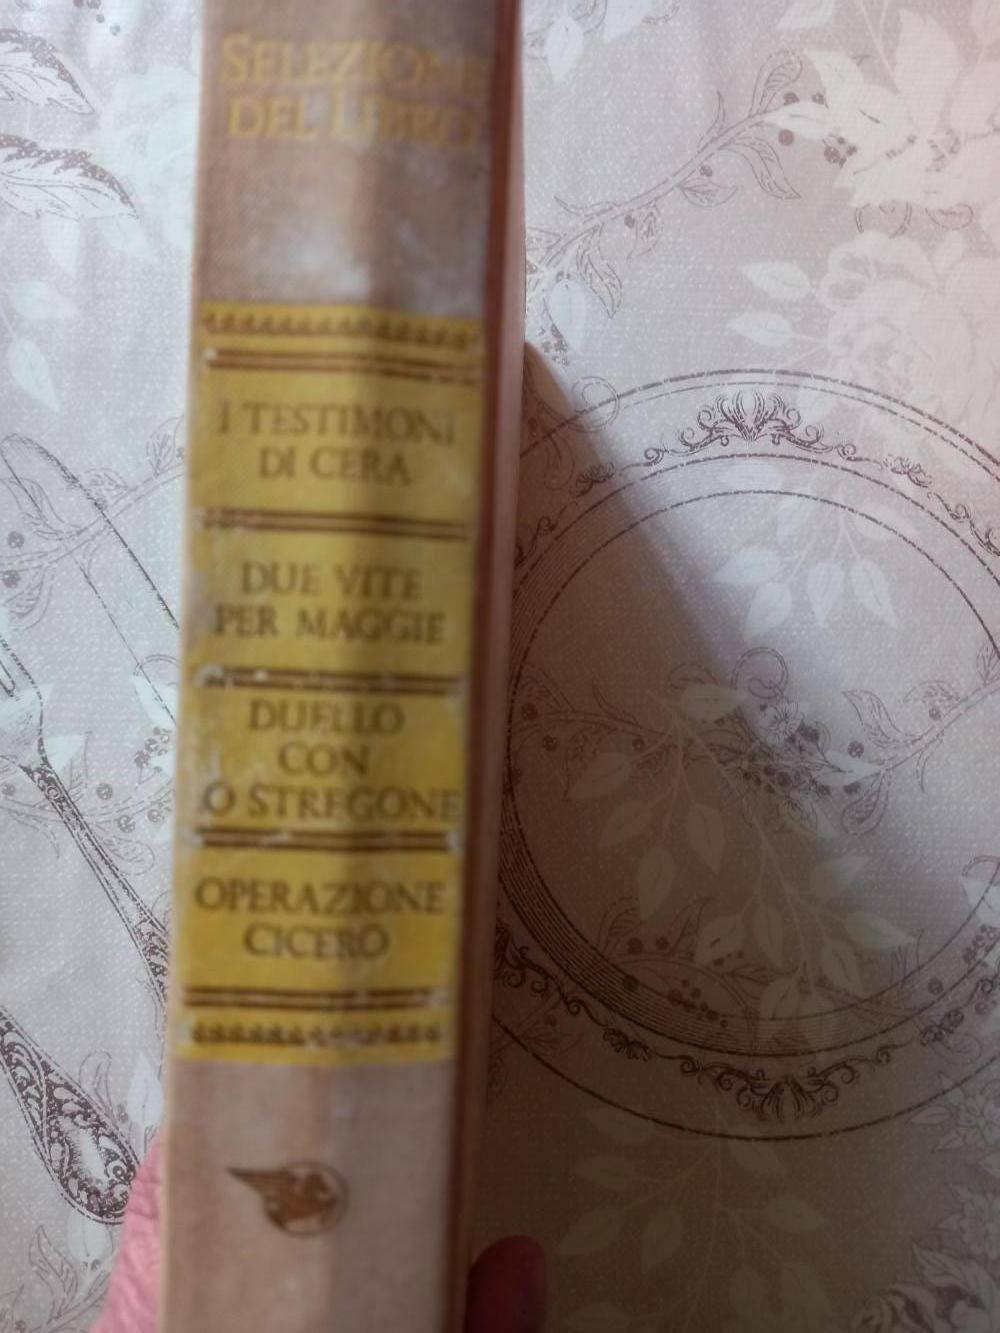 SELEZIONE
DEL LIBRO
I TESTIMONI
DI CERA
DUE VITE
PER MAGGIE
DUELLO
CON
LO STREGONE
OPERAZIONE
CICERO